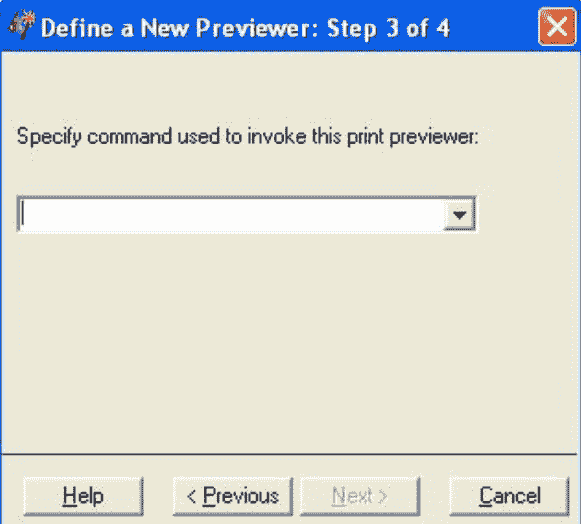 Define a New Previewer: Step 3 of 4
Specify command used to invoke this print previewer:
Help
< Previous
Next >
Cancel